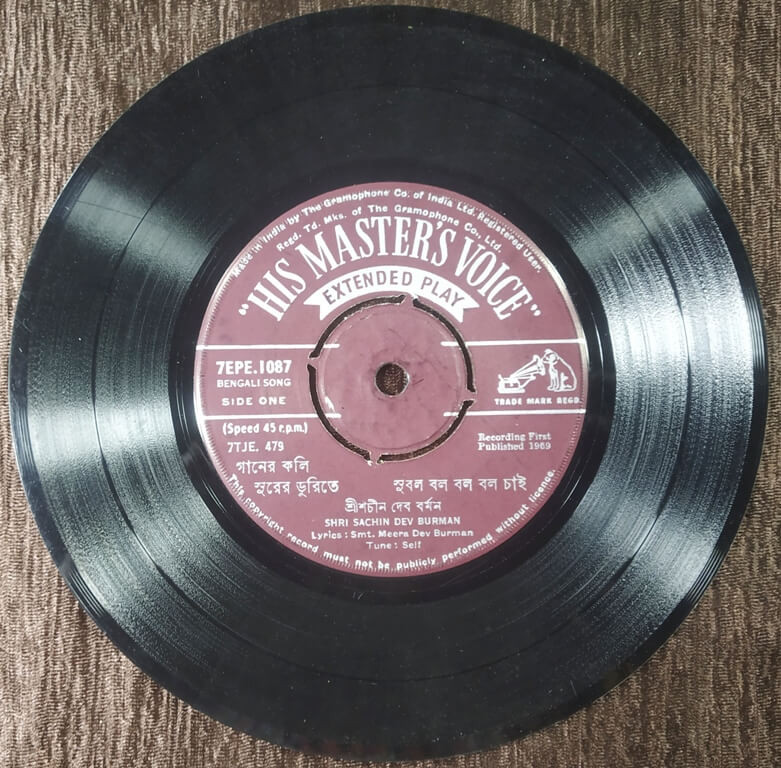 Made in India by The Gramophone Co. of India Ltd. Registered User.
Regd. Td. Mks. of The Gramophone Co., Ltd.
"HIS MASTER'S VOICE"
EXTENDED PLAY
7EPE.1087
BENGALI SONG
SIDE ONE
TRADE MARK REGD.
(Speed 45 r.p.m.)
7TJE. 479
Recording First
Published 1969
গানের কলি
সুরের ডুরিতে সুবল বল বল বল চাই
শ্রীশচীন দেব বর্মন
SHRI SACHIN DEV BURMAN
Lyrics : Smt. Meera Dev Burman
Tune : Self
This copyright record must not be publicly performed without licence.